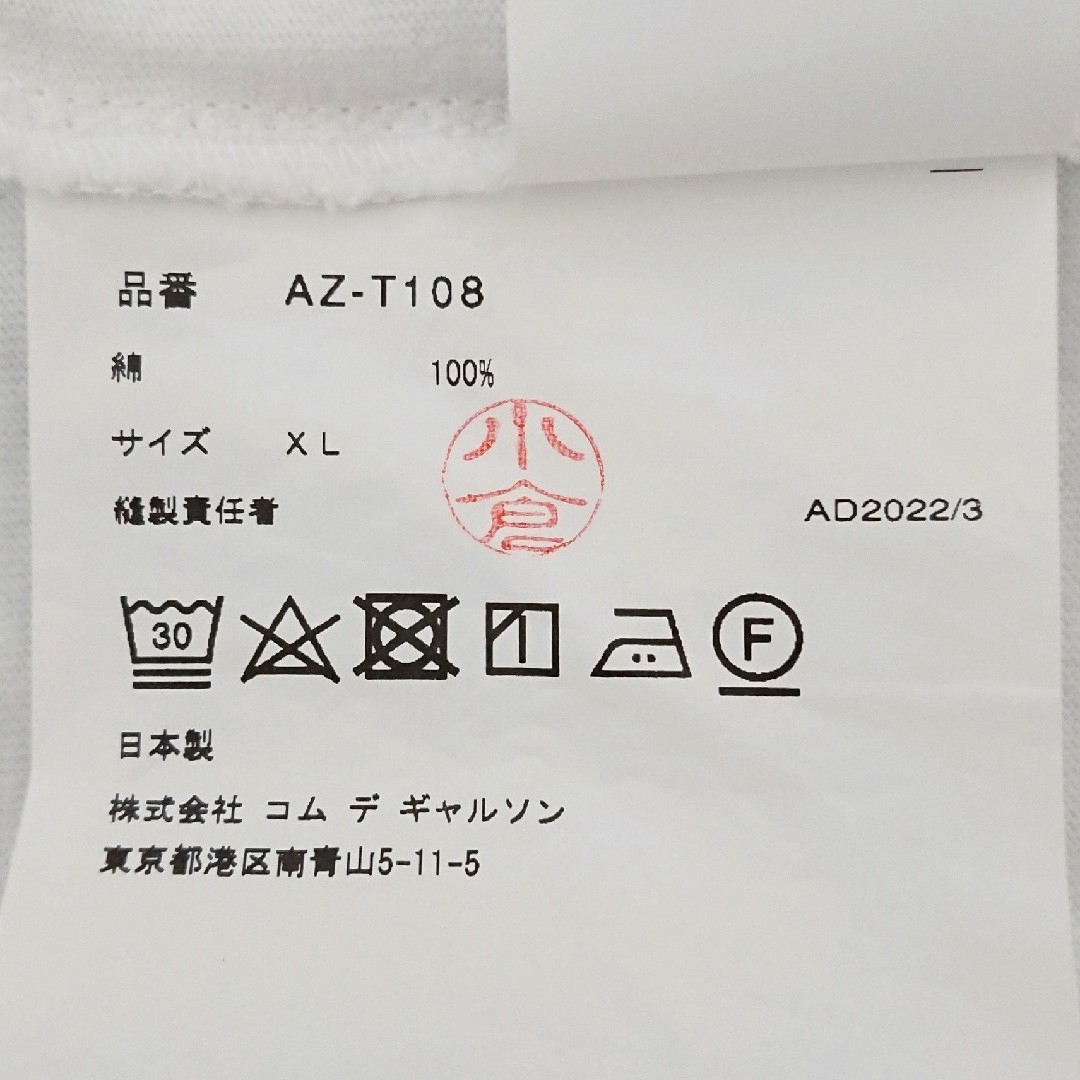 品番 AZ-T108
綿 100%
サイズ XL
小倉
縫製責任者 AD2022/3
30 F
日本製
株式会社 コム デ ギャルソン
東京都港区南青山5-11-5